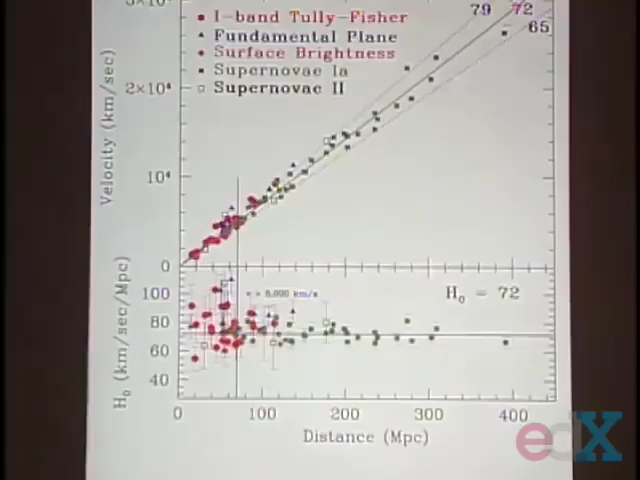 79 72
I-band Tully-Fisher
Fundamental Plane
65
Surface Brightness
Supernovae Ia
2×10⁴
Supernovae II
Velocity (km/sec)
10⁴
0
v > 5,000 km/s
H₀ = 72
100
80
60
40
H₀ (km/sec/Mpc)
0 100 200 300 400
Distance (Mpc)
edX